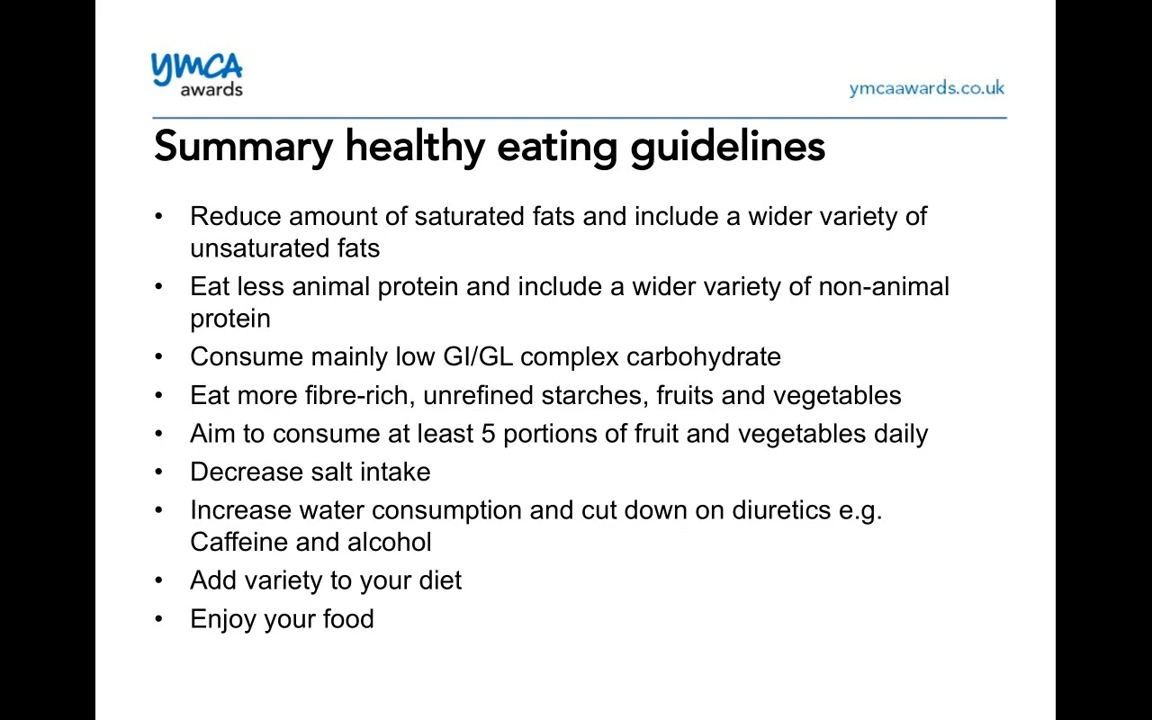 YMCA
awards
ymcaawards.co.uk
Summary healthy eating guidelines
• Reduce amount of saturated fats and include a wider variety of
unsaturated fats
• Eat less animal protein and include a wider variety of non-animal
protein
• Consume mainly low GI/GL complex carbohydrate
• Eat more fibre-rich, unrefined starches, fruits and vegetables
• Aim to consume at least 5 portions of fruit and vegetables daily
• Decrease salt intake
• Increase water consumption and cut down on diuretics e.g.
Caffeine and alcohol
• Add variety to your diet
• Enjoy your food